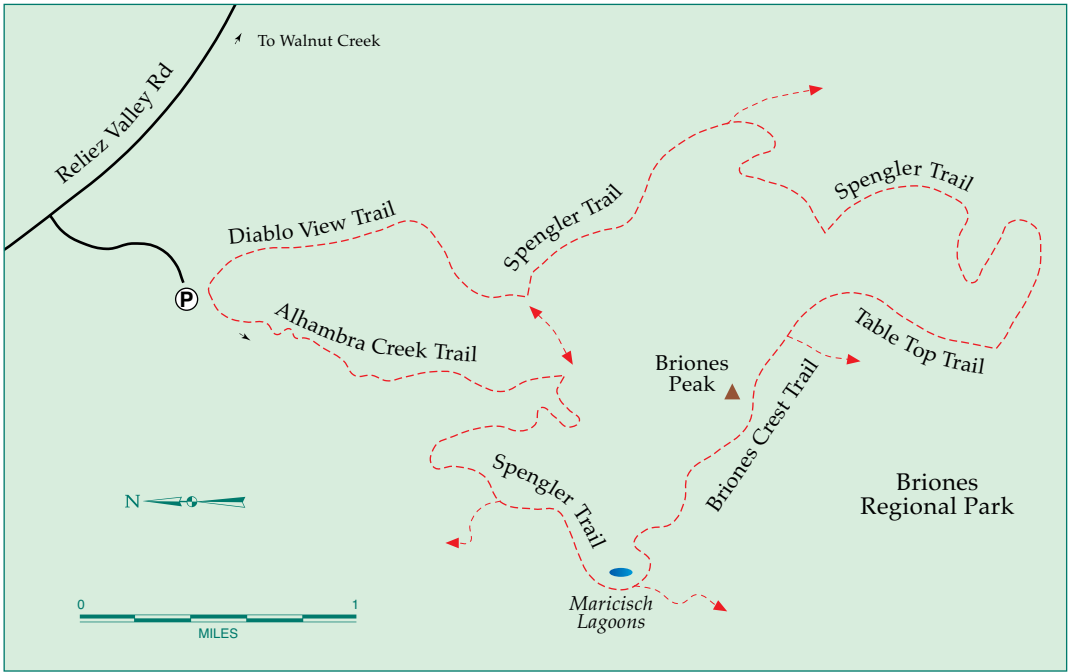 To Walnut Creek
Reliez Valley Rd
Spengler Trail
Diablo View Trail
Spengler Trail
P
Alhambra Creek Trail
Table Top Trail
Briones
Peak
Briones Crest Trail
Spengler Trail
Briones
Regional Park
N
Maricisch
Lagoons
0 1
MILES